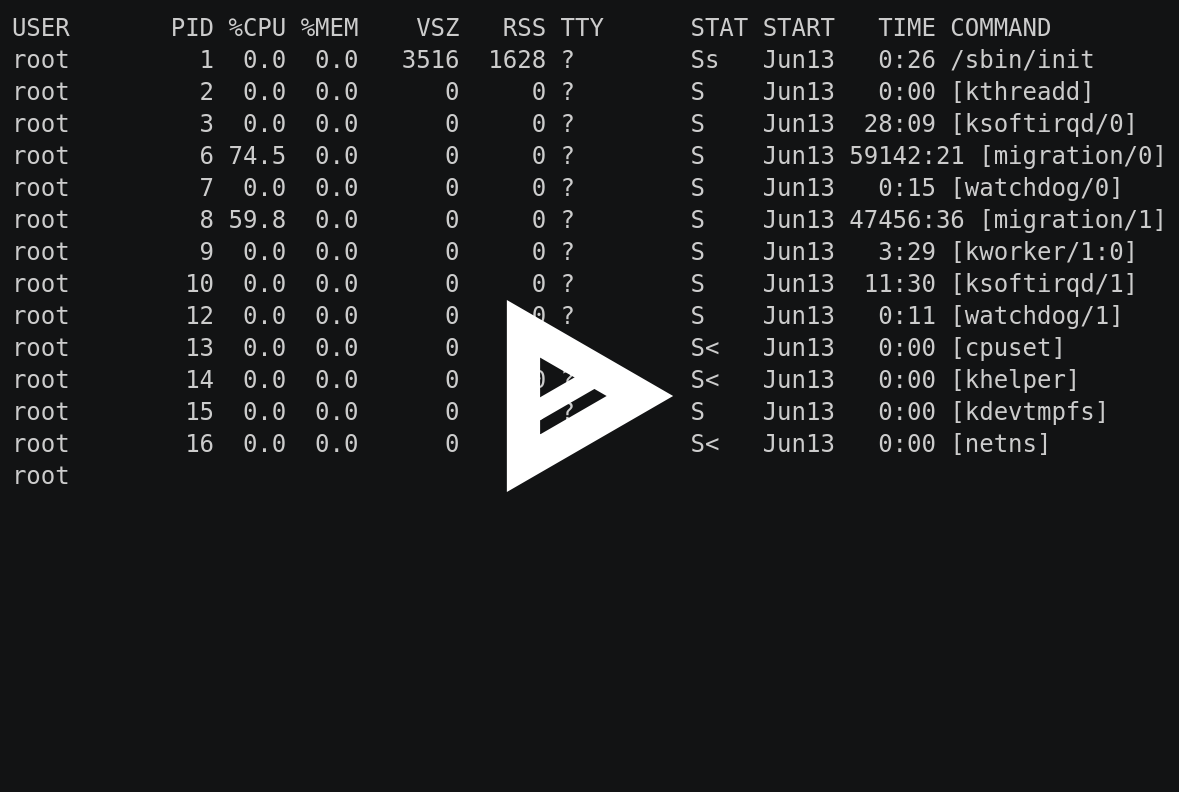 USER       PID %CPU %MEM    VSZ   RSS TTY      STAT START   TIME COMMAND
root         1  0.0  0.0   3516  1628 ?        Ss   Jun13   0:26 /sbin/init
root         2  0.0  0.0      0     0 ?        S    Jun13   0:00 [kthreadd]
root         3  0.0  0.0      0     0 ?        S    Jun13  28:09 [ksoftirqd/0]
root         6 74.5  0.0      0     0 ?        S    Jun13 59142:21 [migration/0]
root         7  0.0  0.0      0     0 ?        S    Jun13   0:15 [watchdog/0]
root         8 59.8  0.0      0     0 ?        S    Jun13 47456:36 [migration/1]
root         9  0.0  0.0      0     0 ?        S    Jun13   3:29 [kworker/1:0]
root        10  0.0  0.0      0     0 ?        S    Jun13  11:30 [ksoftirqd/1]
root        12  0.0  0.0      0     0 ?        S    Jun13   0:11 [watchdog/1]
root        13  0.0  0.0      0                S<   Jun13   0:00 [cpuset]
root        14  0.0  0.0      0     0 ?        S<   Jun13   0:00 [khelper]
root        15  0.0  0.0      0       ?        S    Jun13   0:00 [kdevtmpfs]
root        16  0.0  0.0      0                S<   Jun13   0:00 [netns]
root